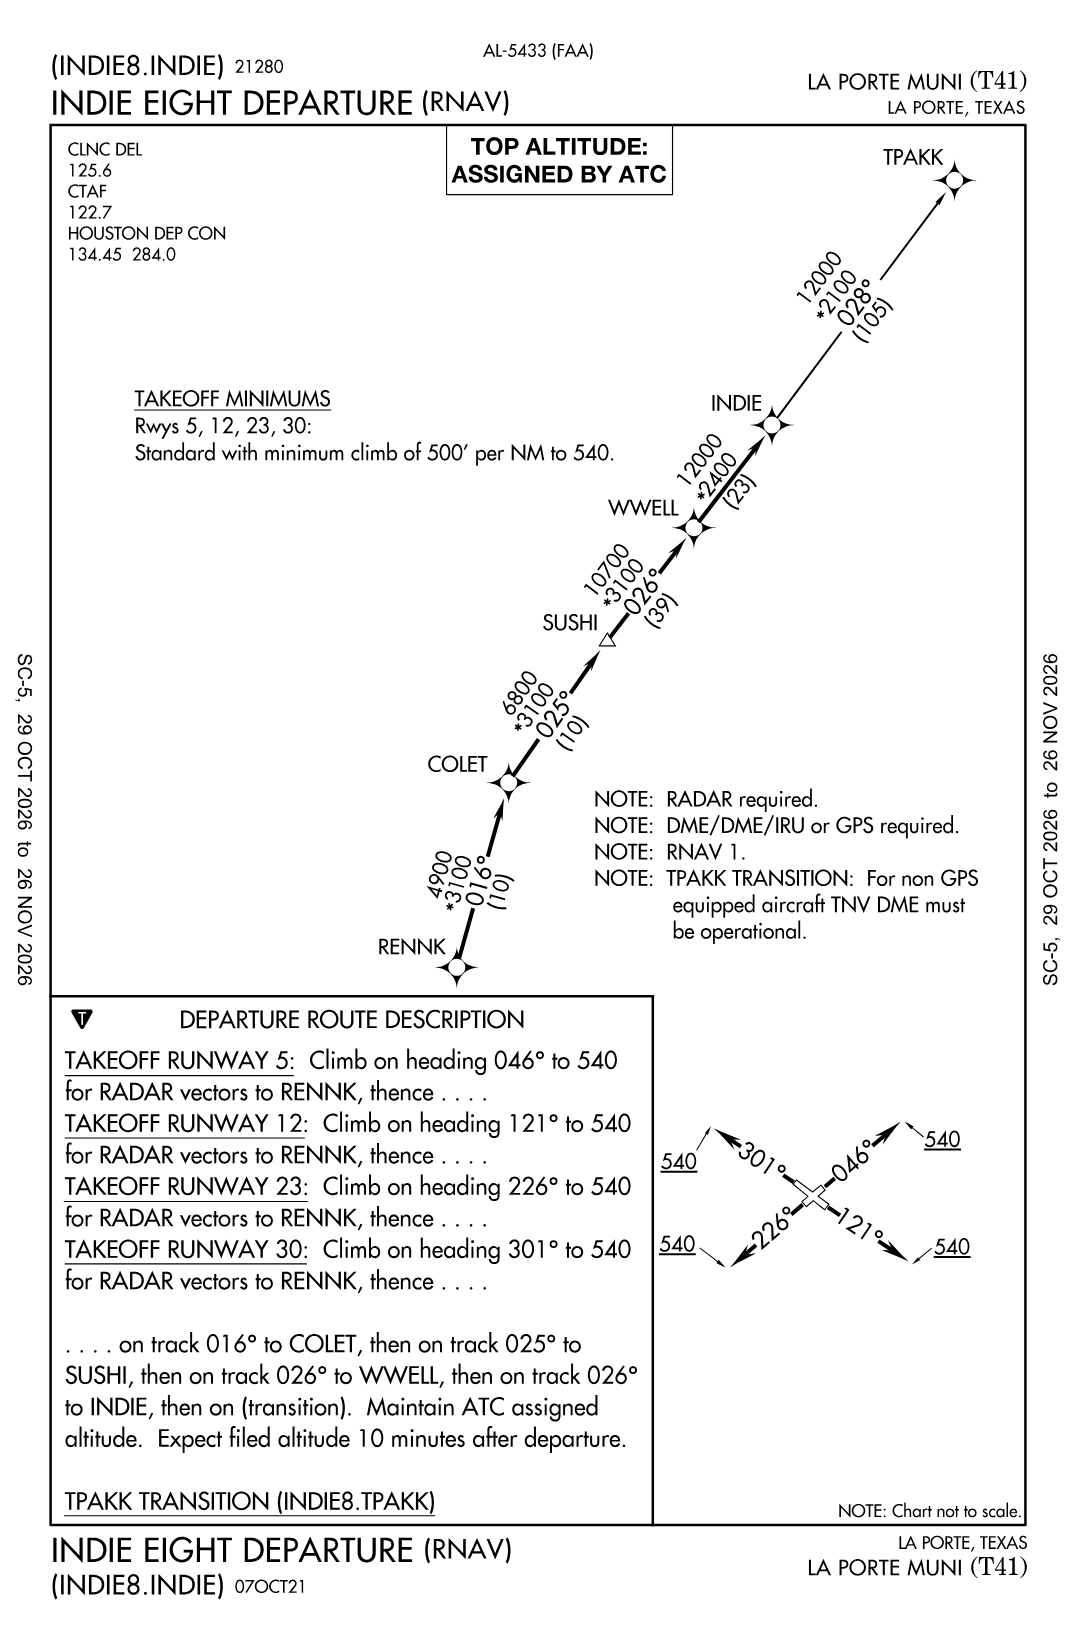 AL-5433 (FAA)
(INDIE8.INDIE) 21280
INDIE EIGHT DEPARTURE (RNAV)
LA PORTE MUNI (T41)
LA PORTE, TEXAS
CLNC DEL
125.6
CTAF
122.7
HOUSTON DEP CON
134.45 284.0
TOP ALTITUDE:
ASSIGNED BY ATC
TPAKK
12000
*2100
028°
(105)
TAKEOFF MINIMUMS
Rwys 5, 12, 23, 30:
Standard with minimum climb of 500' per NM to 540.
INDIE
12000
*2400
(23)
WWELL
10700
*3100
026°
(39)
SUSHI
6800
*3100
025°
(10)
COLET
4900
*3100
016°
(10)
RENNK
NOTE: RADAR required.
NOTE: DME/DME/IRU or GPS required.
NOTE: RNAV 1.
NOTE: TPAKK TRANSITION: For non GPS
equipped aircraft TNV DME must
be operational.
SC-5, 29 OCT 2026 to 26 NOV 2026
SC-5, 29 OCT 2026 to 26 NOV 2026
T
DEPARTURE ROUTE DESCRIPTION
TAKEOFF RUNWAY 5: Climb on heading 046° to 540
for RADAR vectors to RENNK, thence . . . .
TAKEOFF RUNWAY 12: Climb on heading 121° to 540
for RADAR vectors to RENNK, thence . . . .
TAKEOFF RUNWAY 23: Climb on heading 226° to 540
for RADAR vectors to RENNK, thence . . . .
TAKEOFF RUNWAY 30: Climb on heading 301° to 540
for RADAR vectors to RENNK, thence . . . .
. . . . on track 016° to COLET, then on track 025° to
SUSHI, then on track 026° to WWELL, then on track 026°
to INDIE, then on (transition). Maintain ATC assigned
altitude. Expect filed altitude 10 minutes after departure.
TPAKK TRANSITION (INDIE8.TPAKK)
540
301°
046°
540
540
226°
121°
540
NOTE: Chart not to scale.
INDIE EIGHT DEPARTURE (RNAV)
(INDIE8.INDIE) 07OCT21
LA PORTE, TEXAS
LA PORTE MUNI (T41)